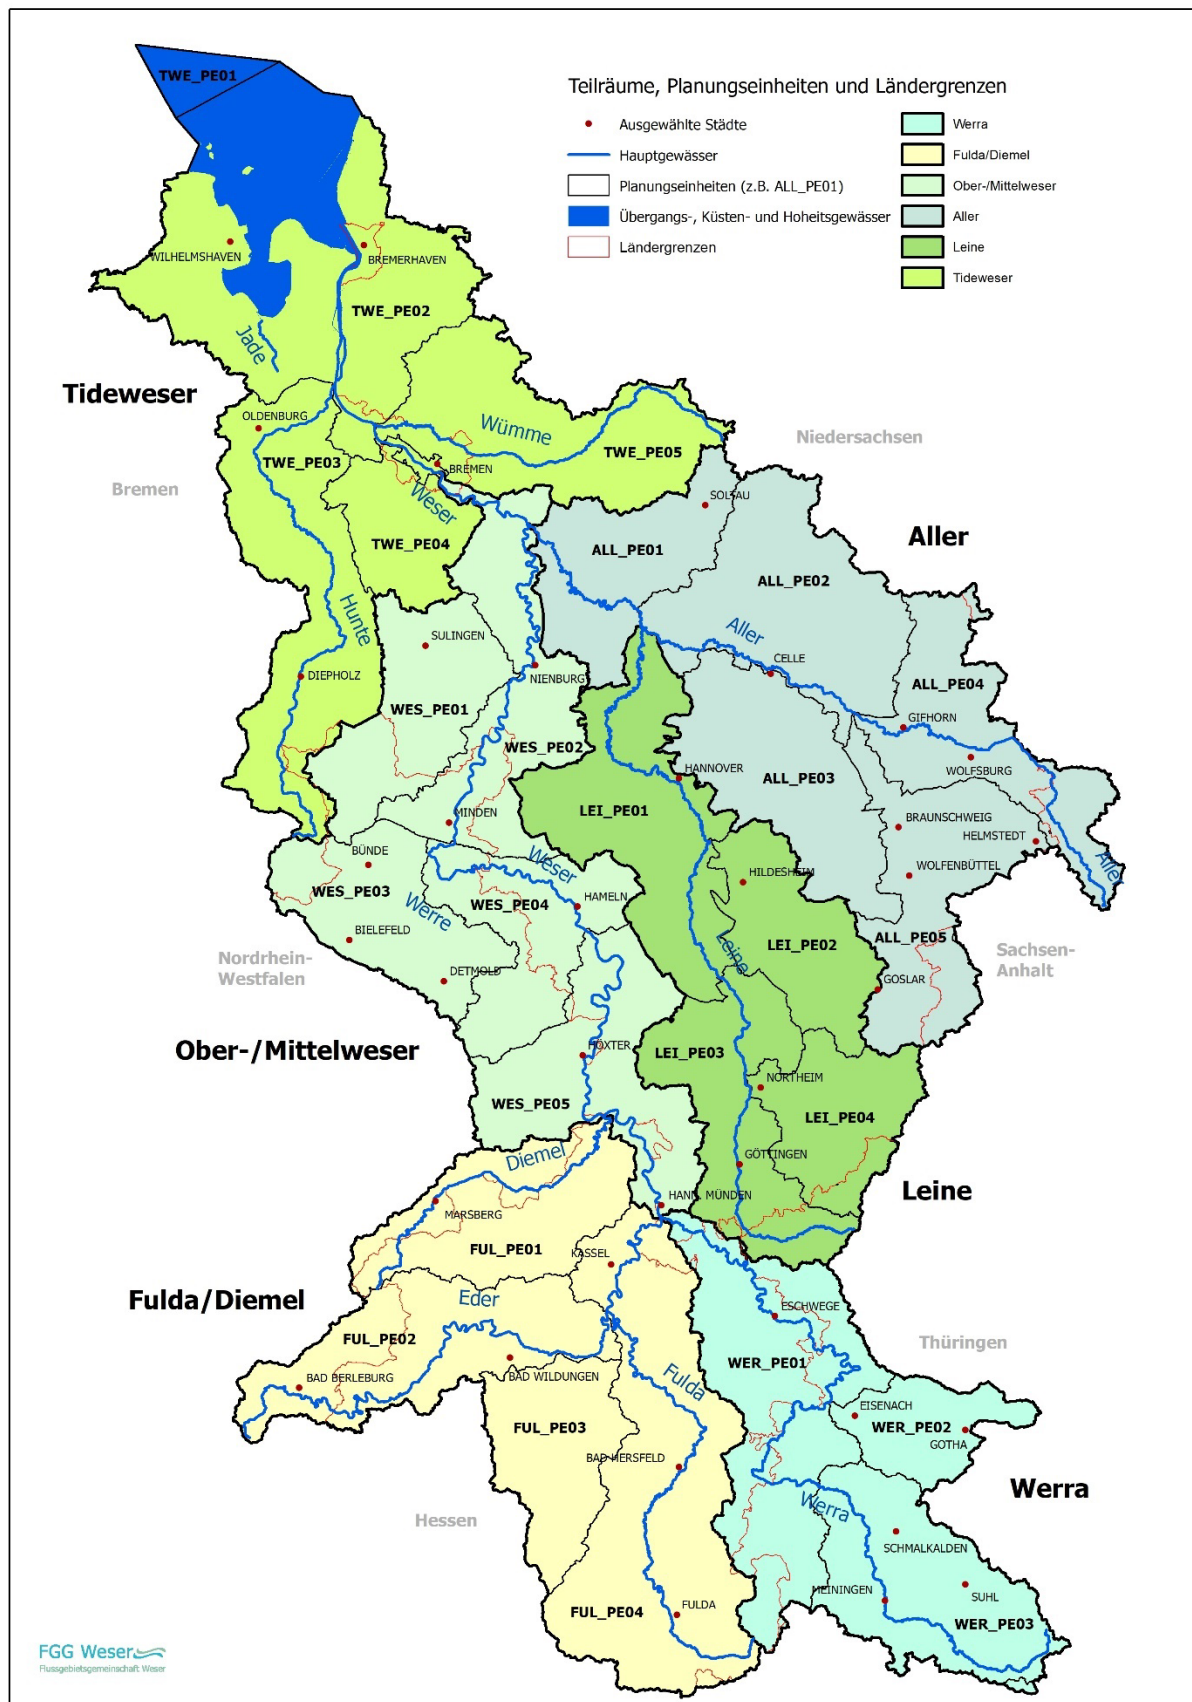 TWE_PE01
Teilräume, Planungseinheiten und Ländergrenzen
Ausgewählte Städte
Hauptgewässer
Planungseinheiten (z.B. ALL_PE01)
Übergangs-, Küsten- und Hoheitsgewässer
Ländergrenzen
Werra
Fulda/Diemel
Ober-/Mittelweser
Aller
Leine
Tideweser
WILHELMSHAVEN
BREMERHAVEN
TWE_PE02
Jade
Tideweser
OLDENBURG
Wümme
Niedersachsen
TWE_PE03
TWE_PE05
BREMEN
Bremen
Weser
SOLTAU
TWE_PE04
ALL_PE01
Aller
ALL_PE02
Hunte
Aller
SULINGEN
CELLE
NIENBURG
DIEPHOLZ
ALL_PE04
WES_PE01
GIFHORN
WES_PE02
HANNOVER
ALL_PE03
WOLFSBURG
LEI_PE01
MINDEN
BRAUNSCHWEIG
HELMSTEDT
BÜNDE
Weser
Aller
WES_PE03
HILDESHEIM
WOLFENBÜTTEL
WES_PE04
HAMELN
Werre
BIELEFELD
Leine
LEI_PE02
ALL_PE05
Nordrhein-
Westfalen
Sachsen-
Anhalt
DETMOLD
GOSLAR
Ober-/Mittelweser
HÖXTER
LEI_PE03
WES_PE05
NORTHEIM
LEI_PE04
Diemel
GÖTTINGEN
Leine
MARSBERG
HANN. MÜNDEN
FUL_PE01
KASSEL
Fulda/Diemel
Eder
ESCHWEGE
FUL_PE02
Thüringen
WER_PE01
BAD BERLEBURG
BAD WILDUNGEN
Fulda
EISENACH
FUL_PE03
WER_PE02
GOTHA
BAD HERSFELD
Werra
Werra
Hessen
SCHMALKALDEN
MEININGEN
SUHL
FUL_PE04
FULDA
WER_PE03
FGG Weser
Flussgebietsgemeinschaft Weser